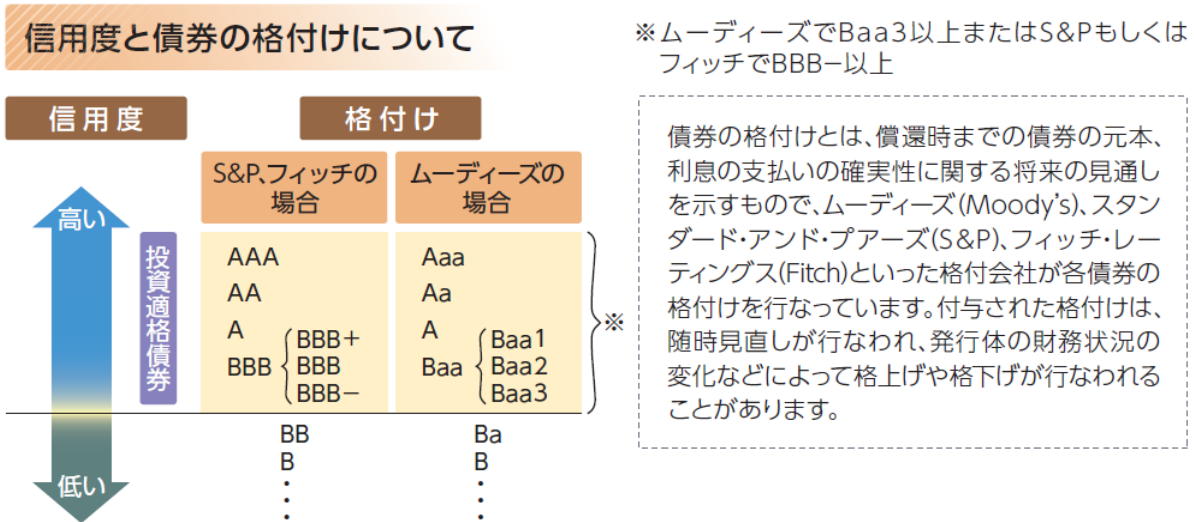 信用度と債券の格付けについて
※ムーディーズでBaa3以上またはS&Pもしくは
フィッチでBBB−以上
信用度
格付け
S&P、フィッチの
場合
ムーディーズの
場合
高い
投資適格債券
AAA
Aaa
AA
Aa
A
A
BBB
BBB+
BBB
BBB−
Baa
Baa1
Baa2
Baa3
※
BB
Ba
B
B
・
・
・
・
・
・
低い
債券の格付けとは、償還時までの債券の元本、
利息の支払いの確実性に関する将来の見通し
を示すもので、ムーディーズ(Moody's)、スタン
ダード・アンド・プアーズ(S&P)、フィッチ・レー
ティングス(Fitch)といった格付会社が各債券の
格付けを行なっています。付与された格付けは、
随時見直しが行なわれ、発行体の財務状況の
変化などによって格上げや格下げが行なわれる
ことがあります。